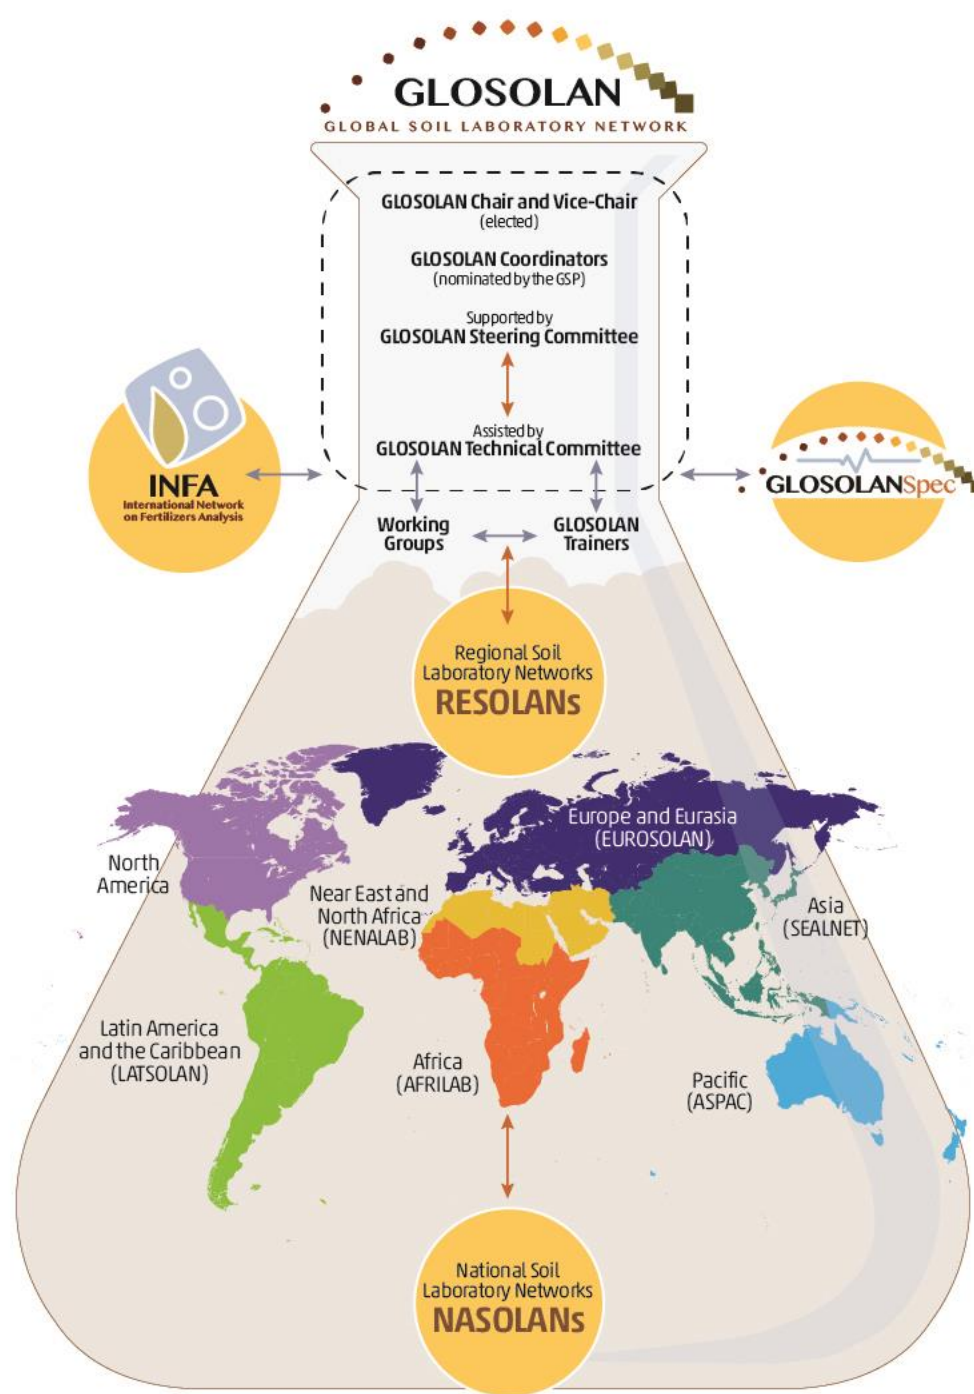 GLOSOLAN
GLOBAL SOIL LABORATORY NETWORK
GLOSOLAN Chair and Vice-Chair
(elected)
GLOSOLAN Coordinators
(nominated by the GSP)
Supported by
GLOSOLAN Steering Committee
Assisted by
GLOSOLAN Technical Committee
INFA
International Network
on Fertilizers Analysis
GLOSOLANSpec
Working
Groups
GLOSOLAN
Trainers
Regional Soil
Laboratory Networks
RESOLANs
Europe and Eurasia
(EUROSOLAN)
North
America
Near East and
North Africa
(NENALAB)
Asia
(SEALNET)
Latin America
and the Caribbean
(LATSOLAN)
Africa
(AFRILAB)
Pacific
(ASPAC)
National Soil
Laboratory Networks
NASOLANs